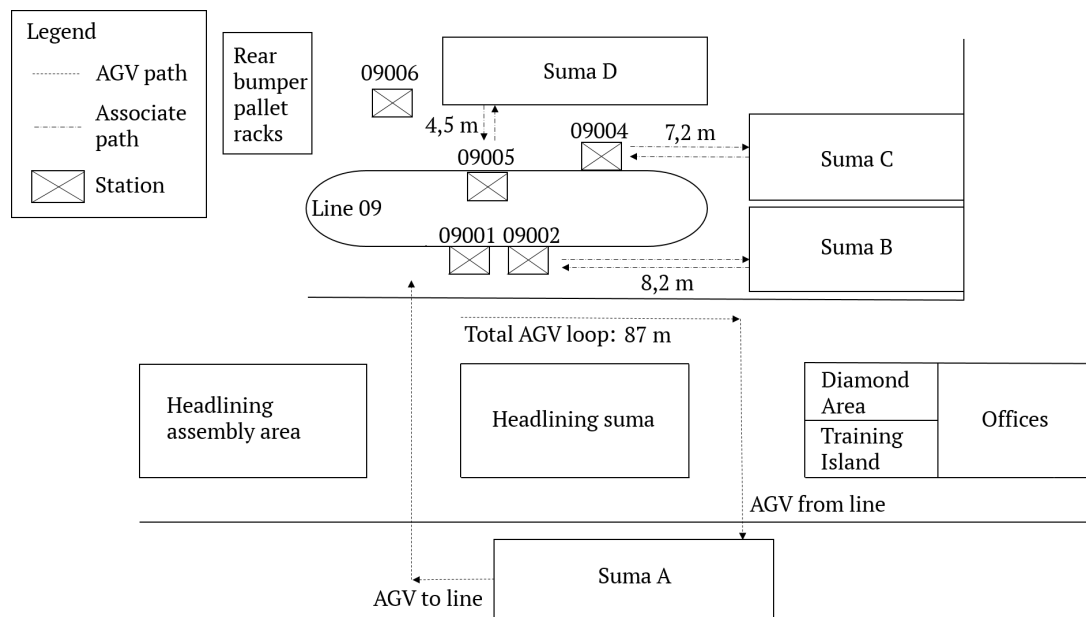 Legend
AGV path
Associate
path
Station
Rear
bumper
pallet
racks
09006
Suma D
4,5 m
09005
09004
7,2 m
Suma C
Line 09
09001
09002
Suma B
8,2 m
Total AGV loop: 87 m
Headlining
assembly area
Headlining suma
Diamond
Area
Training
Island
Offices
AGV from line
Suma A
AGV to line